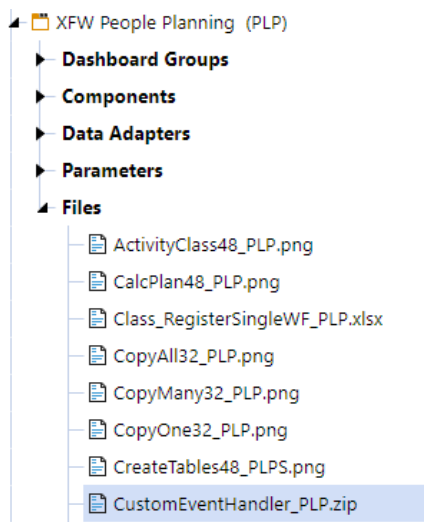 XFW People Planning (PLP)
Dashboard Groups
Components
Data Adapters
Parameters
Files
ActivityClass48_PLP.png
CalcPlan48_PLP.png
Class_RegisterSingleWF_PLP.xlsx
CopyAll32_PLP.png
CopyMany32_PLP.png
CopyOne32_PLP.png
CreateTables48_PLPS.png
CustomEventHandler_PLP.zip